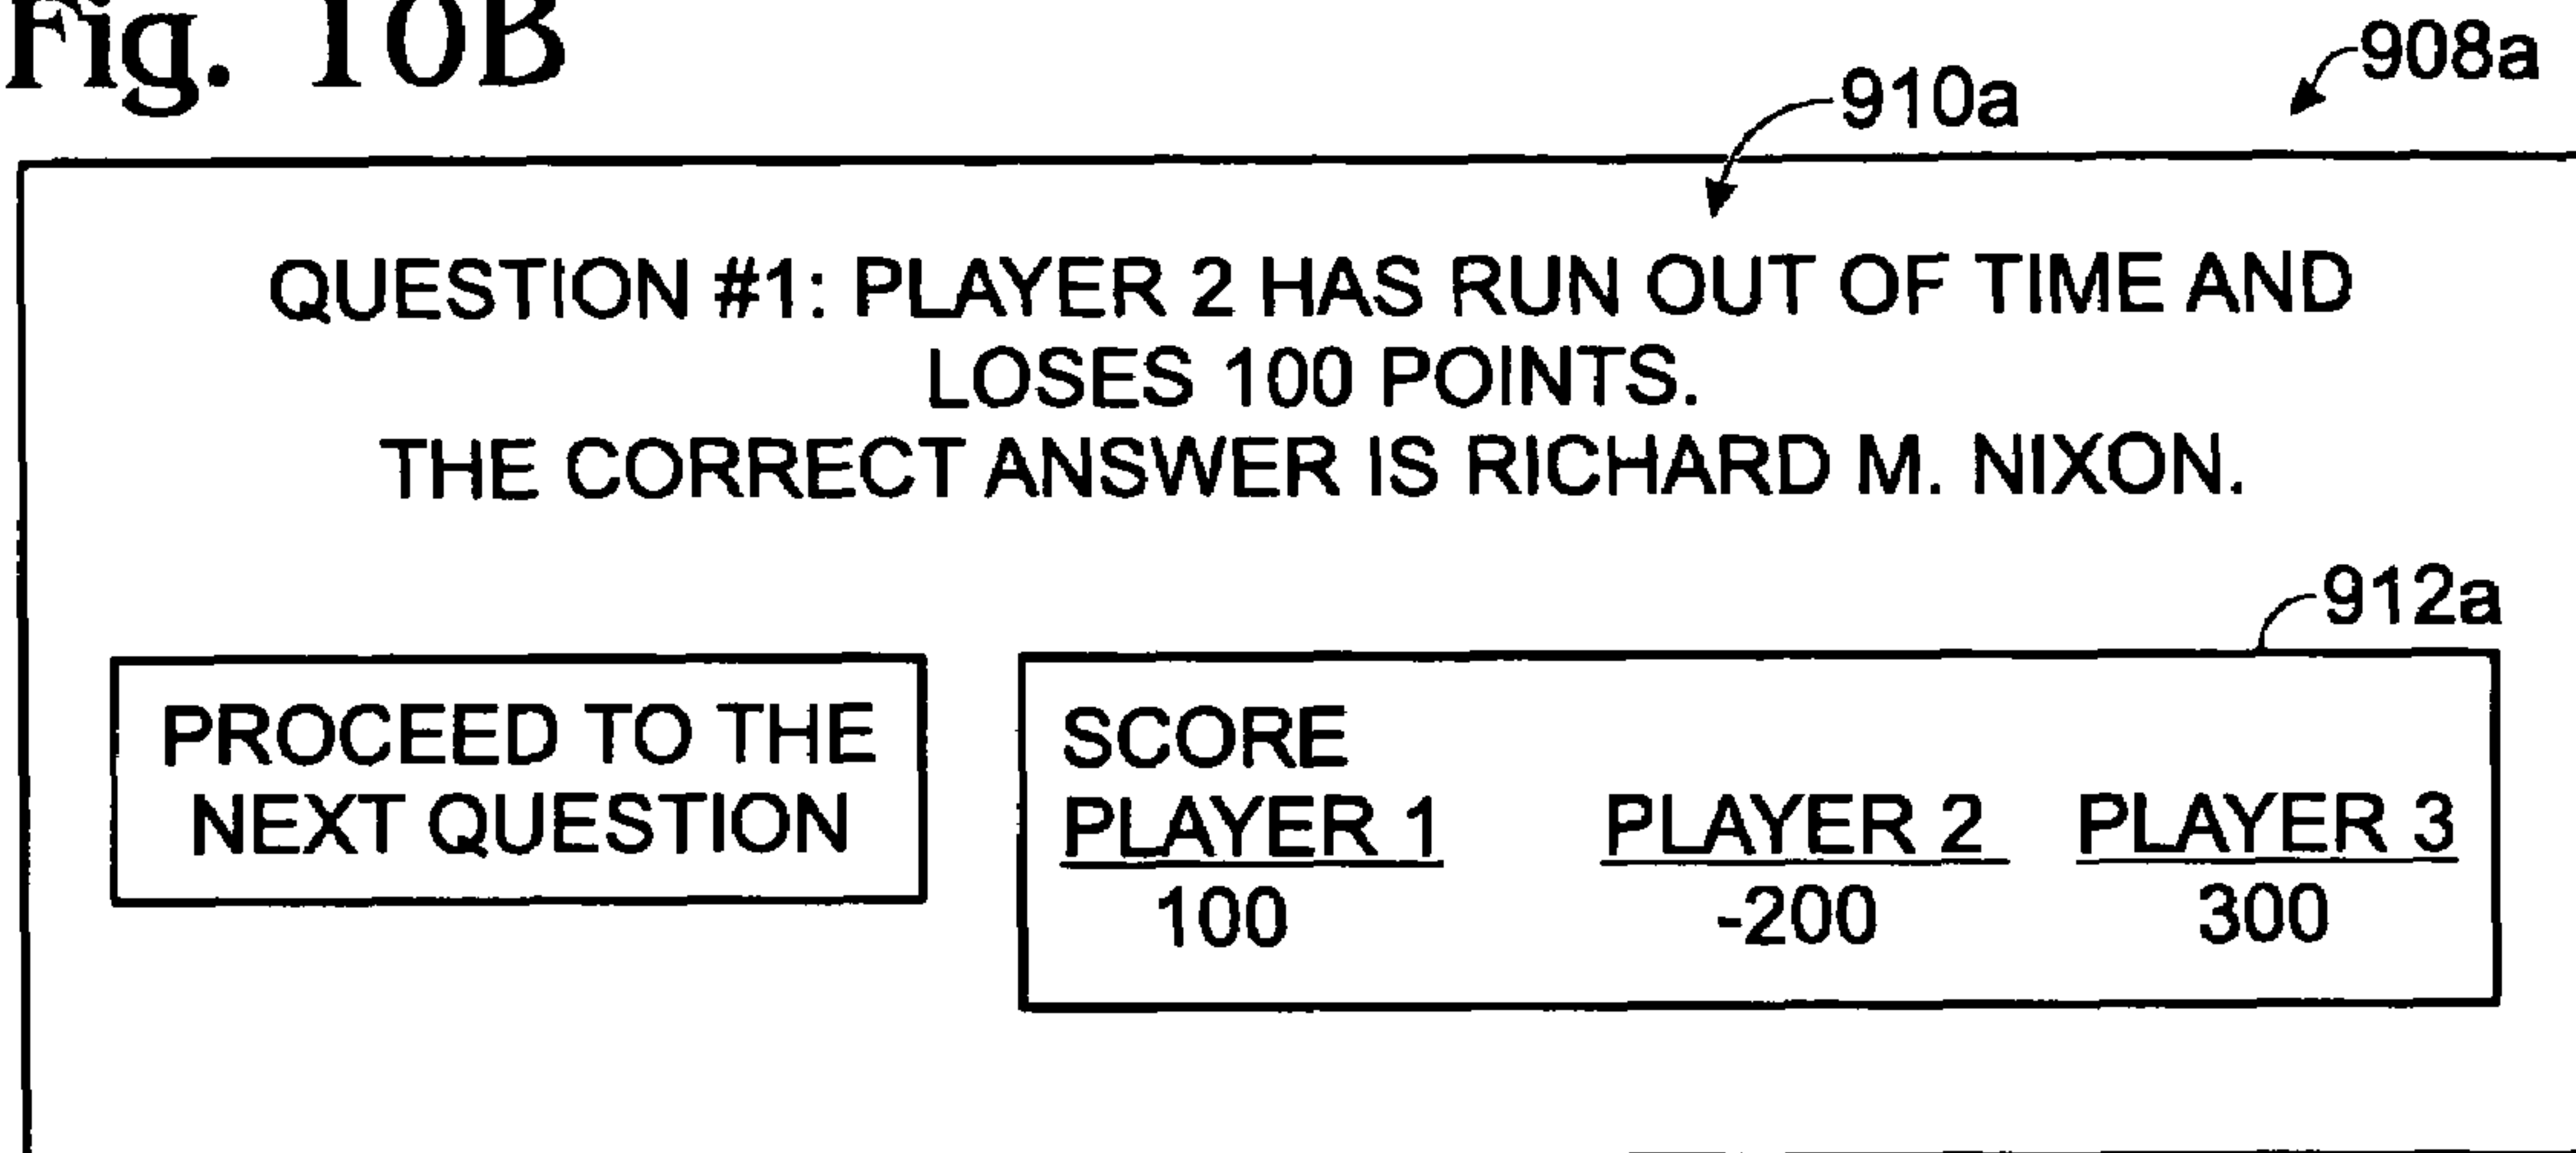 Fig. 10B
908a
910a
QUESTION #1: PLAYER 2 HAS RUN OUT OF TIME AND
LOSES 100 POINTS.
THE CORRECT ANSWER IS RICHARD M. NIXON.
912a
PROCEED TO THE
NEXT QUESTION
SCORE
PLAYER 1 PLAYER 2 PLAYER 3
100 -200 300